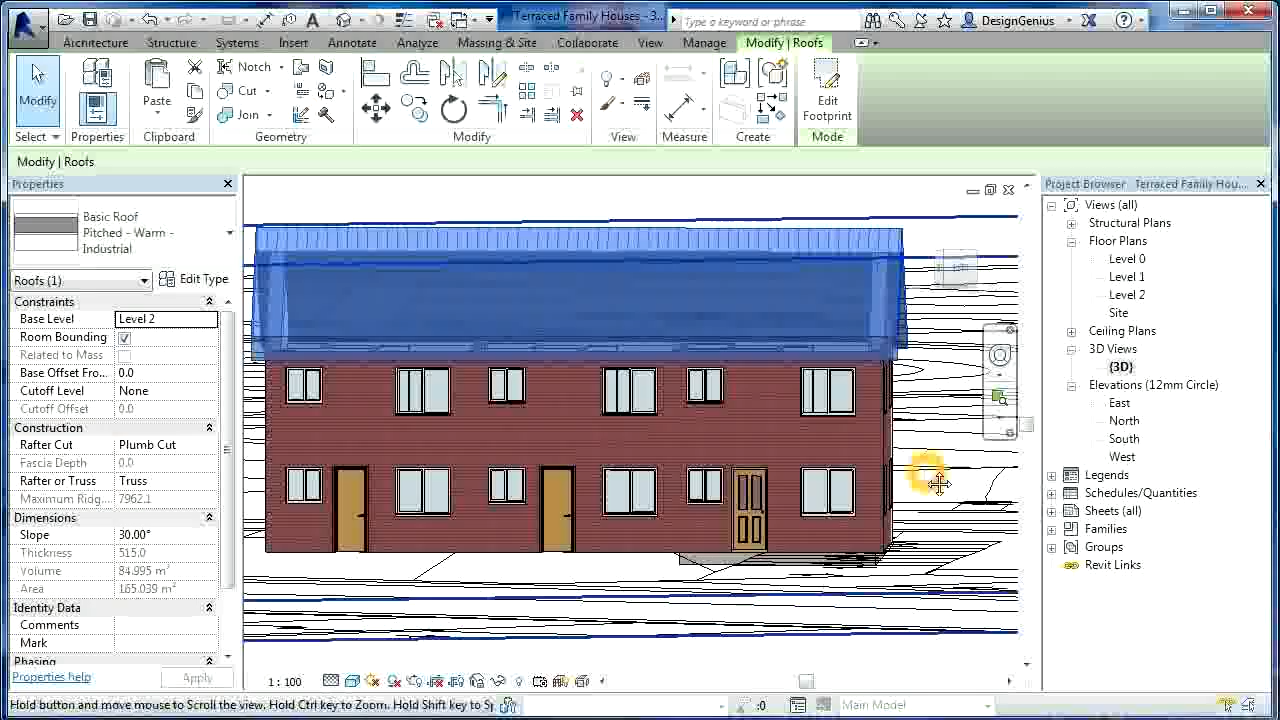 Terraced Family Houses - 3...
Type a keyword or phrase
DesignGenius
Architecture Structure Systems Insert Annotate Analyze Massing & Site Collaborate View Manage Modify | Roofs
Modify
Paste
Notch
Cut
Join
Edit
Footprint
Select Properties Clipboard Geometry Modify View Measure Create Mode
Modify | Roofs
Properties
Basic Roof
Pitched - Warm -
Industrial
Roofs (1)
Edit Type
Constraints
Base Level Level 2
Room Bounding
Related to Mass
Base Offset Fro... 0.0
Cutoff Level None
Cutoff Offset 0.0
Construction
Rafter Cut Plumb Cut
Fascia Depth 0.0
Rafter or Truss Truss
Maximum Ridg... 7962.1
Dimensions
Slope 30.00°
Thickness 515.0
Volume 84.995 m³
Area 165.039 m²
Identity Data
Comments
Mark
Phasing
Properties help
Apply
1 : 100
Project Browser - Terraced Family Hou...
Views (all)
Structural Plans
Floor Plans
Level 0
Level 1
Level 2
Site
Ceiling Plans
3D Views
{3D}
Elevations (12mm Circle)
East
North
South
West
Legends
Schedules/Quantities
Sheets (all)
Families
Groups
Revit Links
Hold button and move mouse to Scroll the view. Hold Ctrl key to Zoom. Hold Shift key to Sp
:0
Main Model